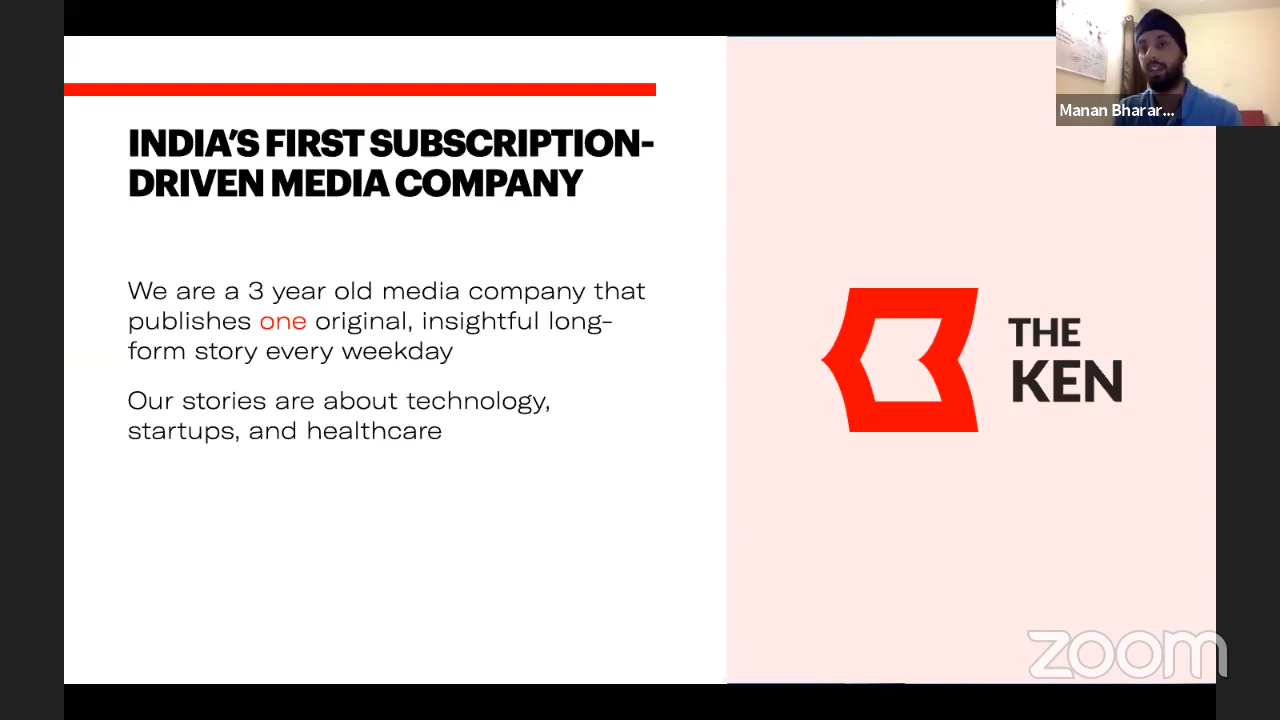 Manan Bharar...
INDIA'S FIRST SUBSCRIPTION-
DRIVEN MEDIA COMPANY
We are a 3 year old media company that
publishes one original, insightful long-
form story every weekday
Our stories are about technology,
startups, and healthcare
THE
KEN
zoom